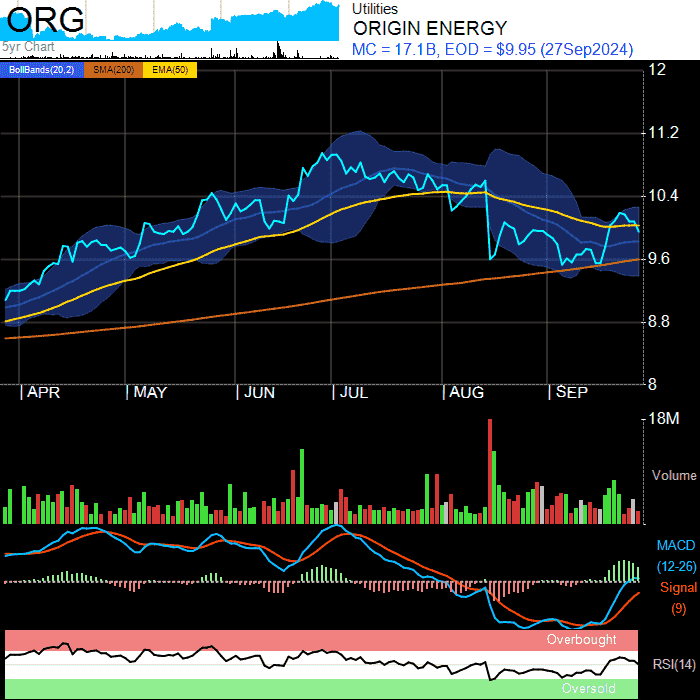 ORG
5yr Chart
Utilities
ORIGIN ENERGY
MC = 17.1B, EOD = $9.95 (27Sep2024)
BollBands(20,2) SMA(200) EMA(50)
12
11.2
10.4
9.6
8.8
8
APR MAY JUN JUL AUG SEP
18M
Volume
MACD
(12-26)
Signal
(9)
Overbought
RSI(14)
Oversold